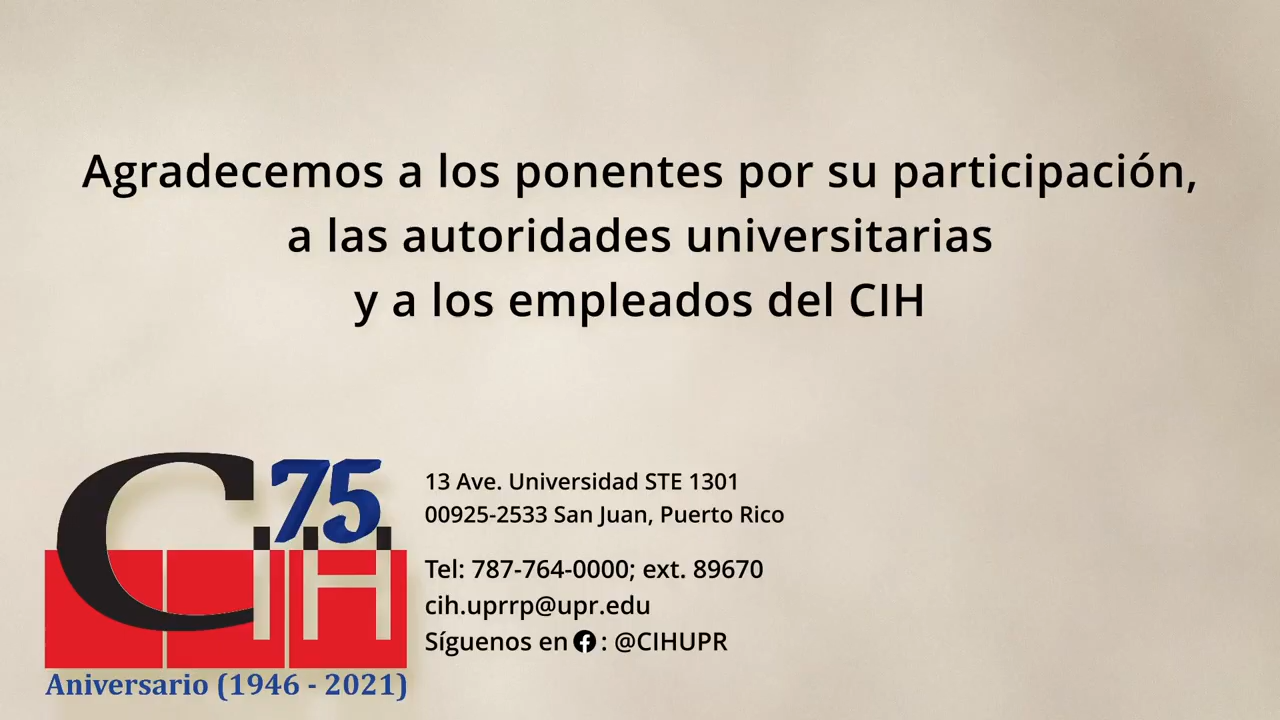 Agradecemos a los ponentes por su participación,
a las autoridades universitarias
y a los empleados del CIH
CIH
75
Aniversario (1946 - 2021)
13 Ave. Universidad STE 1301
00925-2533 San Juan, Puerto Rico
Tel: 787-764-0000; ext. 89670
cih.uprrp@upr.edu
Síguenos en : @CIHUPR